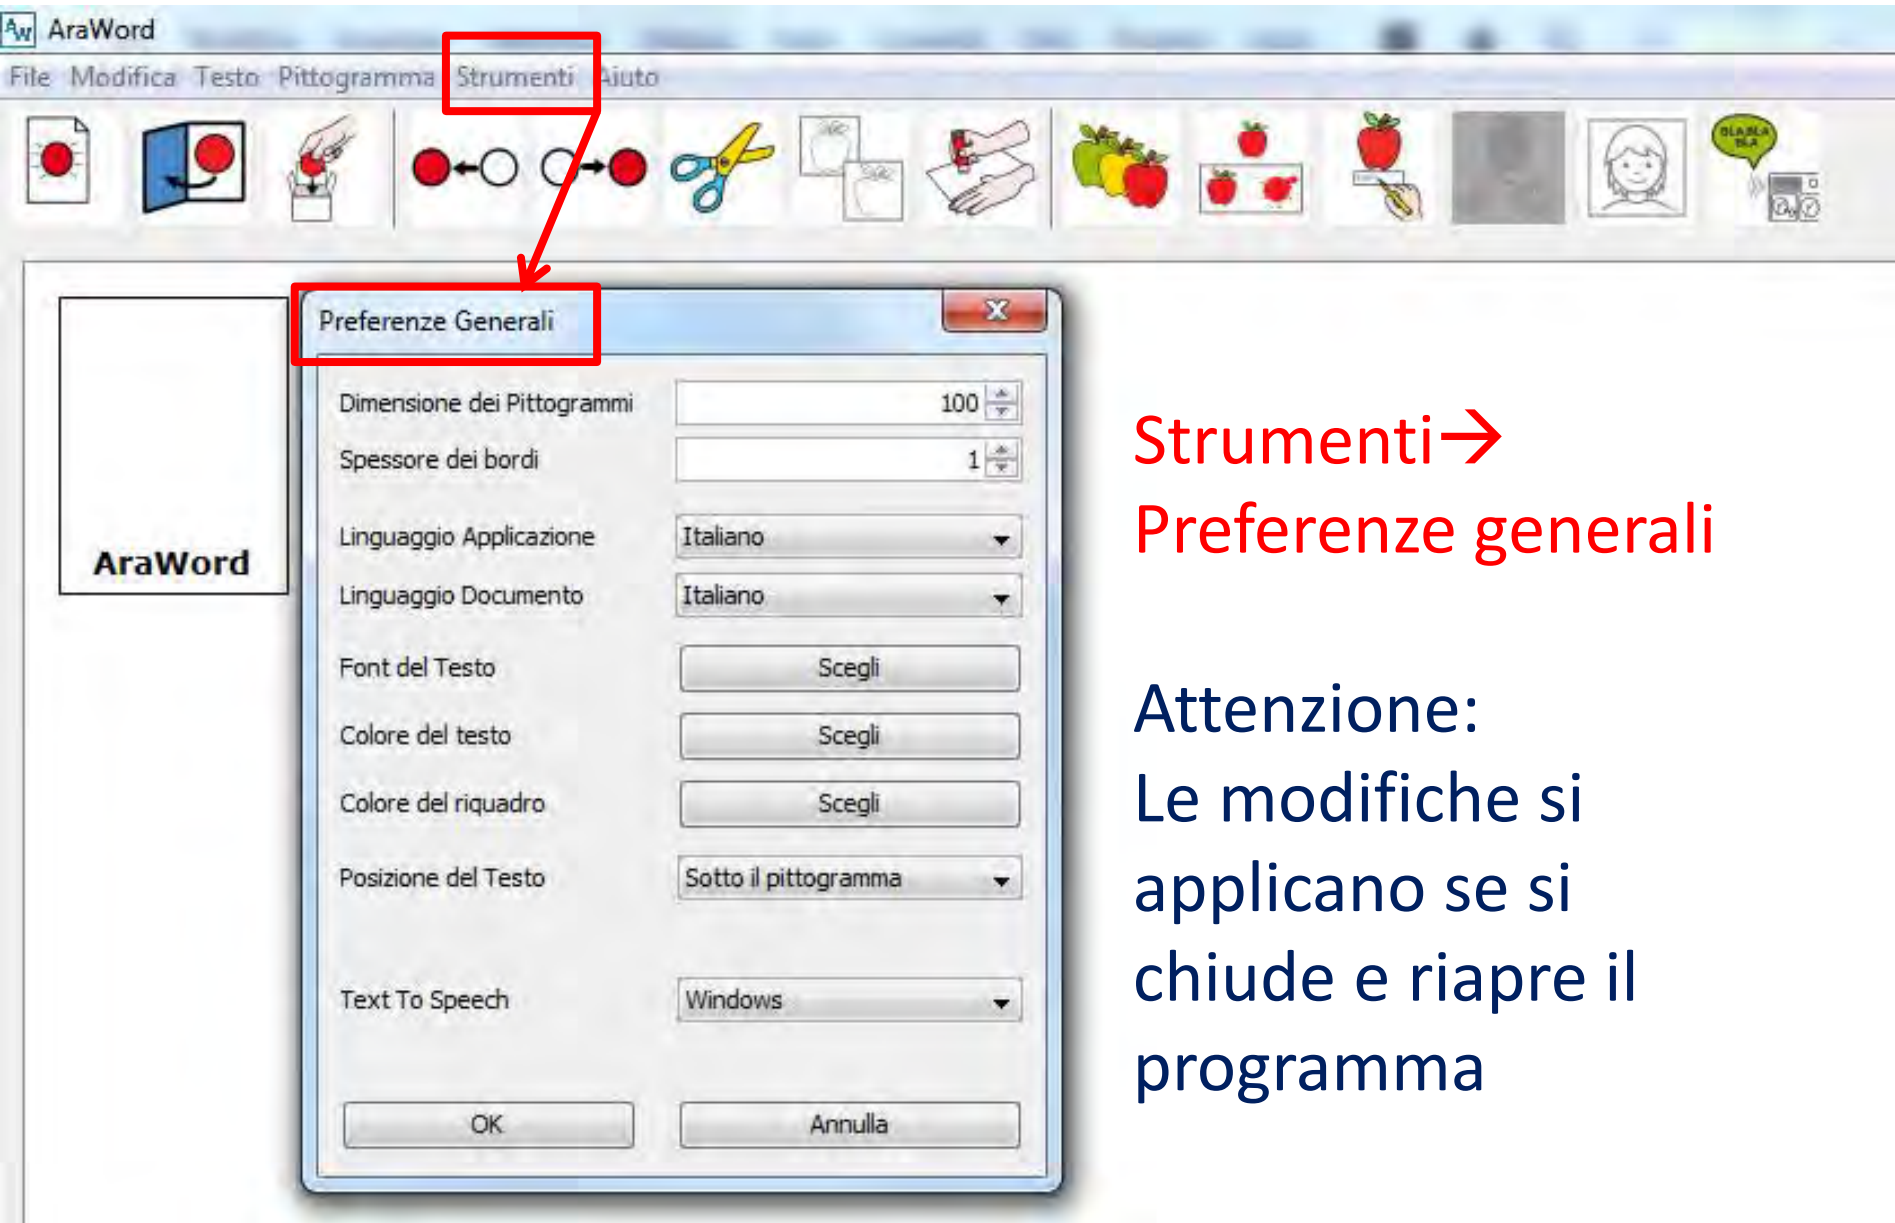 AraWord
File Modifica Testo Pittogramma Strumenti Aiuto
BLABLA
BLA
AraWord
Preferenze Generali
Dimensione dei Pittogrammi 100
Spessore dei bordi 1
Linguaggio Applicazione Italiano
Linguaggio Documento Italiano
Font del Testo Scegli
Colore del testo Scegli
Colore del riquadro Scegli
Posizione del Testo Sotto il pittogramma
Text To Speech Windows
OK Annulla
Strumenti→
Preferenze generali
Attenzione:
Le modifiche si
applicano se si
chiude e riapre il
programma